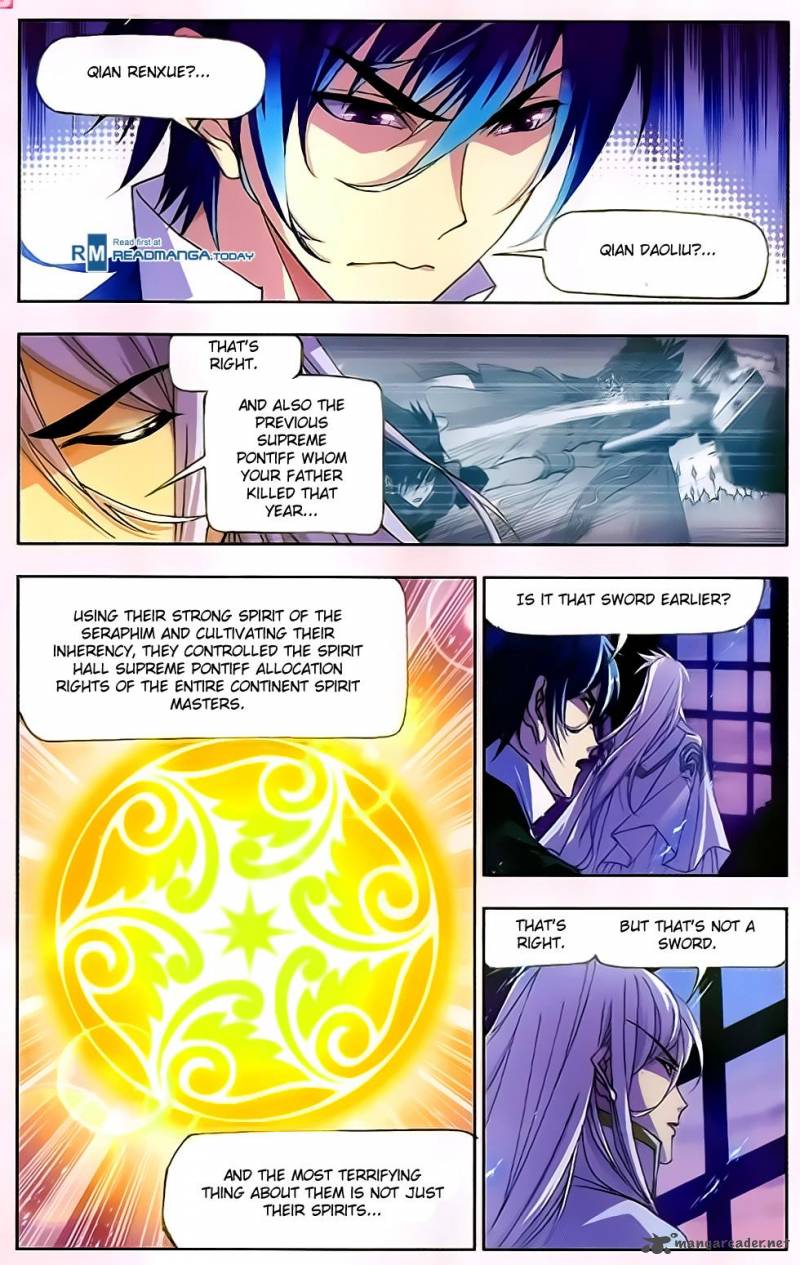 QIAN RENXUE?...
RM
Read first at
READMANGA.TODAY
QIAN DAOLIU?...
THAT'S
RIGHT.
AND ALSO THE
PREVIOUS
SUPREME
PONTIFF WHOM
YOUR FATHER
KILLED THAT
YEAR...
USING THEIR STRONG SPIRIT OF THE
SERAPHIM AND CULTIVATING THEIR
INHERENCY, THEY CONTROLLED THE SPIRIT
HALL SUPREME PONTIFF ALLOCATION
RIGHTS OF THE ENTIRE CONTINENT SPIRIT
MASTERS.
IS IT THAT SWORD EARLIER?
THAT'S
RIGHT.
BUT THAT'S NOT A
SWORD.
AND THE MOST TERRIFYING
THING ABOUT THEM IS NOT JUST
THEIR SPIRITS...
mangareader.net